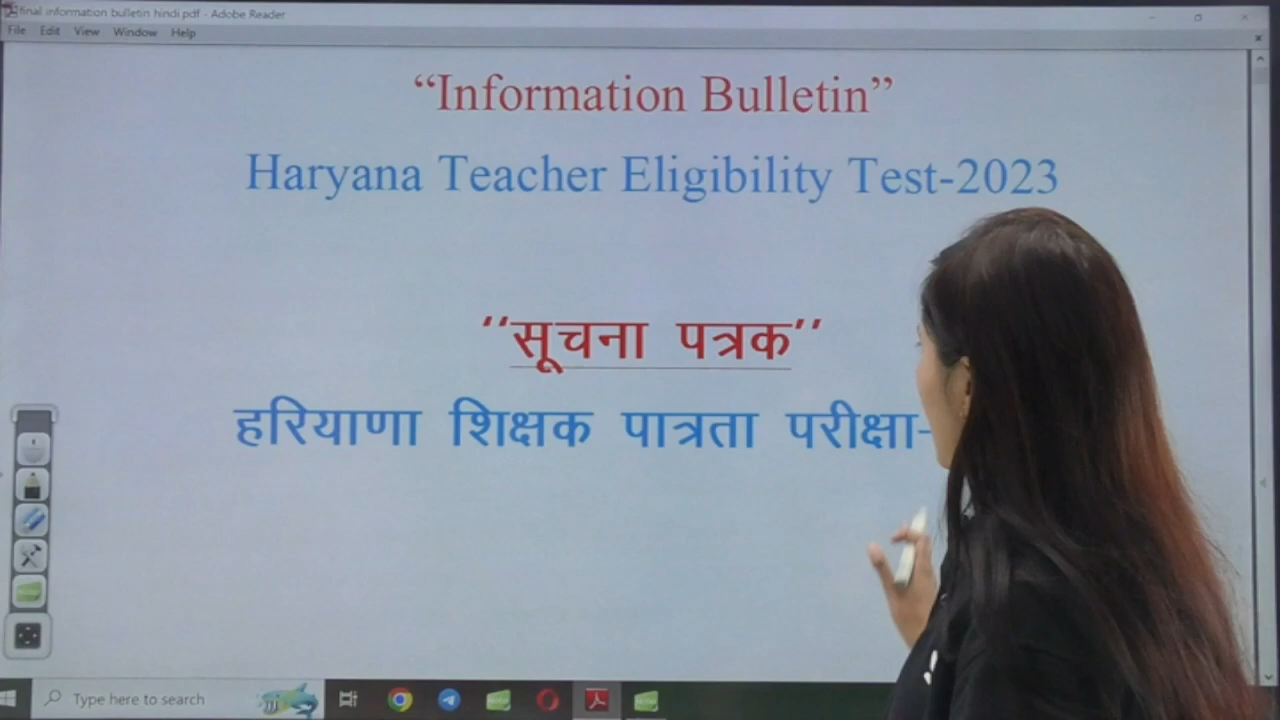 final information bulletin hindi.pdf - Adobe Reader
File Edit View Window Help
“Information Bulletin”
Haryana Teacher Eligibility Test-2023
‘‘सूचना पत्रक’’
हरियाणा शिक्षक पात्रता परीक्षा-
Type here to search